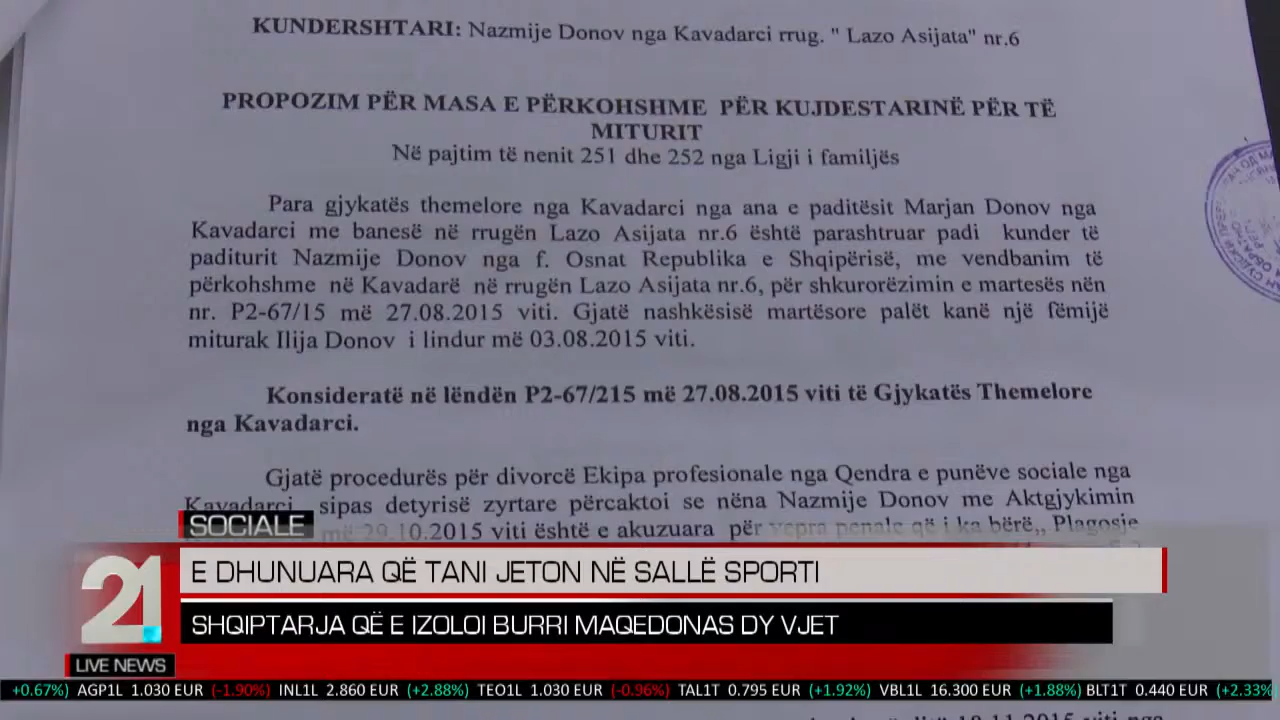 KUNDERSHTARI: Nazmije Donov nga Kavadarci rrug. " Lazo Asijata" nr.6
PROPOZIM PËR MASA E PËRKOHSHME PËR KUJDESTARINË PËR TË
MITURIT
Në pajtim të nenit 251 dhe 252 nga Ligji i familjës
Para gjykatës themelore nga Kavadarci nga ana e paditësit Marjan Donov nga
Kavadarci me banesë në rrugën Lazo Asijata nr.6 është parashtruar padi kunder të
paditurit Nazmije Donov nga f. Osnat Republika e Shqipërisë, me vendbanim të
përkohshme në Kavadarë në rrugën Lazo Asijata nr.6, për shkurorëzimin e martesës nën
nr. P2-67/15 më 27.08.2015 viti. Gjatë nashkësisë martësore palët kanë një fëmijë
miturak Ilija Donov i lindur më 03.08.2015 viti.
Konsideratë në lëndën P2-67/215 më 27.08.2015 viti të Gjykatës Themelore
nga Kavadarci.
Gjatë procedurës për divorcë Ekipa profesionale nga Qendra e punëve sociale nga
Kavadarci sipas detyrisë zyrtare përcaktoi se nëna Nazmije Donov me Aktgjykimin
më 29.10.2015 viti është e akuzuara për vepra penale që i ka bërë,, Plagosje
SOCIALE
E DHUNUARA QË TANI JETON NË SALLË SPORTI
21
SHQIPTARJA QË E IZOLOI BURRI MAQEDONAS DY VJET
LIVE NEWS
+0.67%) AGP1L 1.030 EUR (-1.90%) INL1L 2.860 EUR (+2.88%) TEO1L 1.030 EUR (-0.96%) TAL1T 0.795 EUR (+1.92%) VBL1L 16.300 EUR (+1.88%) BLT1T 0.440 EUR (+2.33%